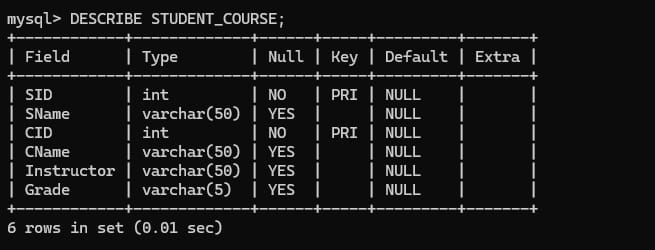 mysql> DESCRIBE STUDENT_COURSE;
+------------+-------------+------+-----+---------+-------+
| Field      | Type        | Null | Key | Default | Extra |
+------------+-------------+------+-----+---------+-------+
| SID        | int         | NO   | PRI | NULL    |       |
| SName      | varchar(50) | YES  |     | NULL    |       |
| CID        | int         | NO   | PRI | NULL    |       |
| CName      | varchar(50) | YES  |     | NULL    |       |
| Instructor | varchar(50) | YES  |     | NULL    |       |
| Grade      | varchar(5)  | YES  |     | NULL    |       |
+------------+-------------+------+-----+---------+-------+
6 rows in set (0.01 sec)